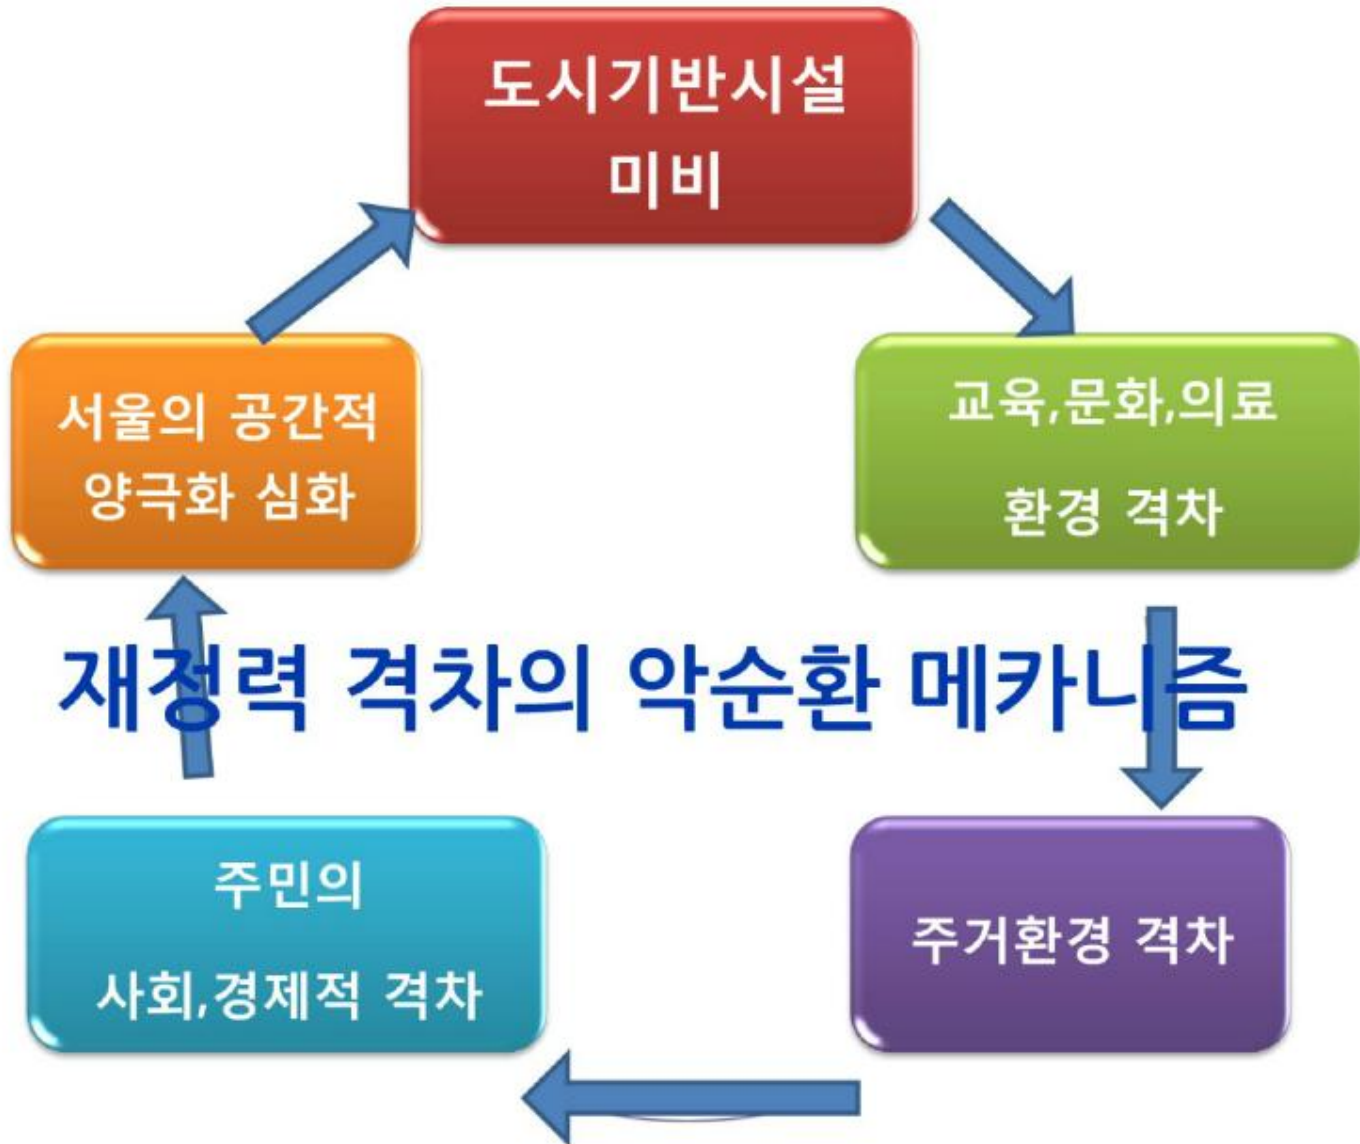 도시기반시설
미비
교육,문화,의료
환경 격차
서울의 공간적
양극화 심화
재정력 격차의 악순환 메카니즘
주민의
사회,경제적 격차
주거환경 격차